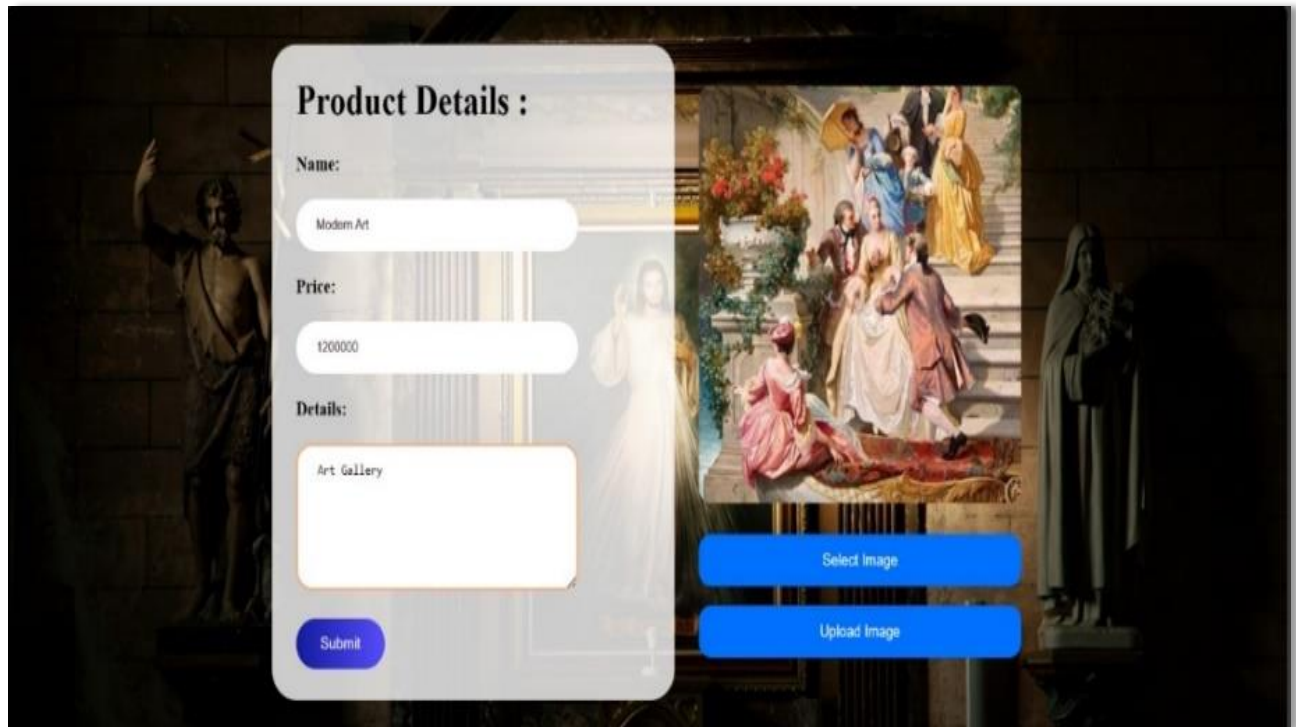 Product Details :
Name:
Modern Art
Price:
1200000
Details:
Art Gallery
Submit
Select Image
Upload Image